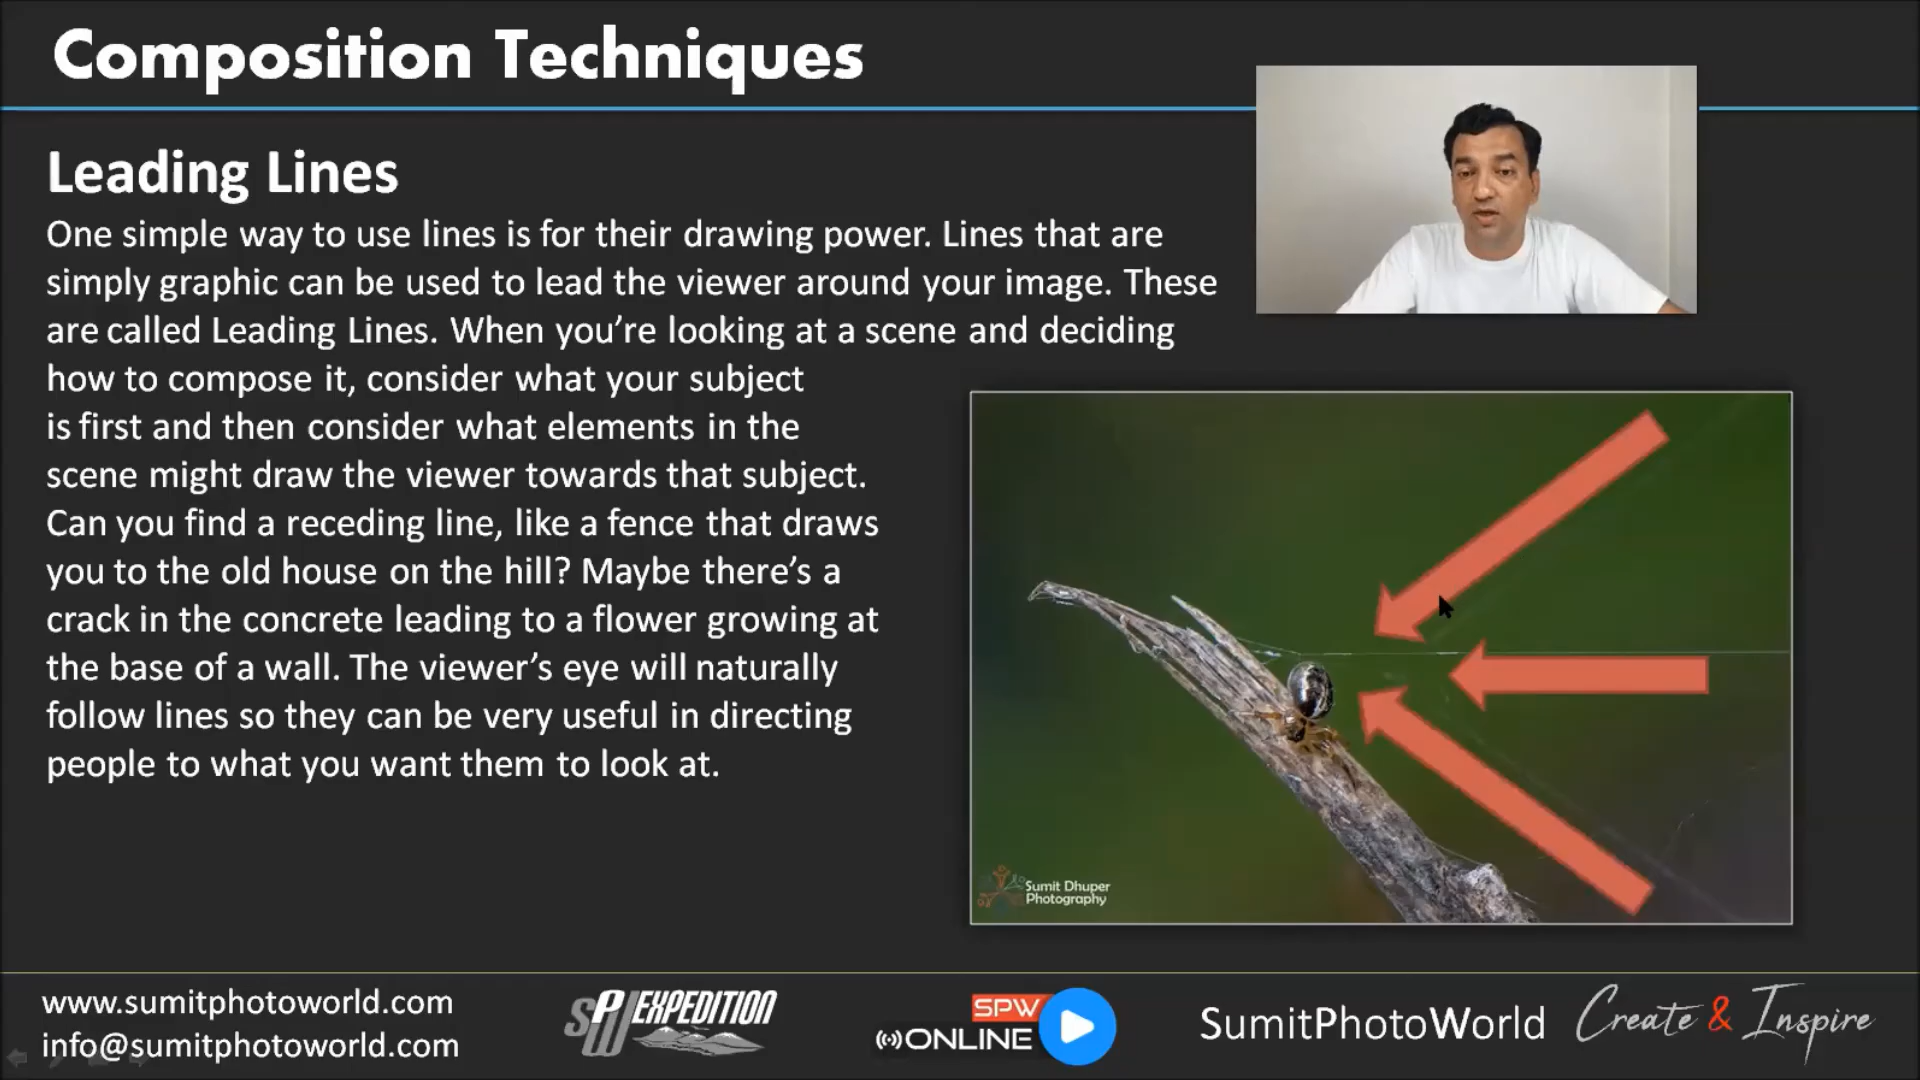 Composition Techniques
Leading Lines
One simple way to use lines is for their drawing power. Lines that are
simply graphic can be used to lead the viewer around your image. These
are called Leading Lines. When you’re looking at a scene and deciding
how to compose it, consider what your subject
is first and then consider what elements in the
scene might draw the viewer towards that subject.
Can you find a receding line, like a fence that draws
you to the old house on the hill? Maybe there’s a
crack in the concrete leading to a flower growing at
the base of a wall. The viewer’s eye will naturally
follow lines so they can be very useful in directing
people to what you want them to look at.
Sumit Dhuper
Photography
www.sumitphotoworld.com
info@sumitphotoworld.com
SPW EXPEDITION
SPW
ONLINE
SumitPhotoWorld
Create & Inspire